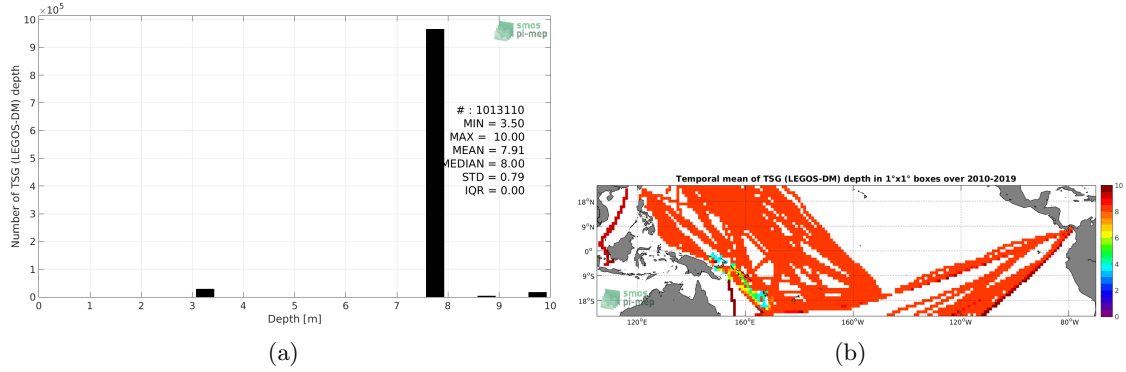 ×10⁵
10
9
8
7
6
5
4
3
2
1
0
Number of TSG (LEGOS-DM) depth
smos
pi-mep
# : 1013110
MIN = 3.50
MAX = 10.00
MEAN = 7.91
MEDIAN = 8.00
STD = 0.79
IQR = 0.00
1 2 3 4 5 6 7 8 9 10
Depth [m]
(a)
Temporal mean of TSG (LEGOS-DM) depth in 1°x1° boxes over 2010-2019
18°N
9°N
0°
9°S
18°S
smos
pi-mep
120°E 160°E 160°W 120°W 80°W
10
8
6
4
2
0
(b)